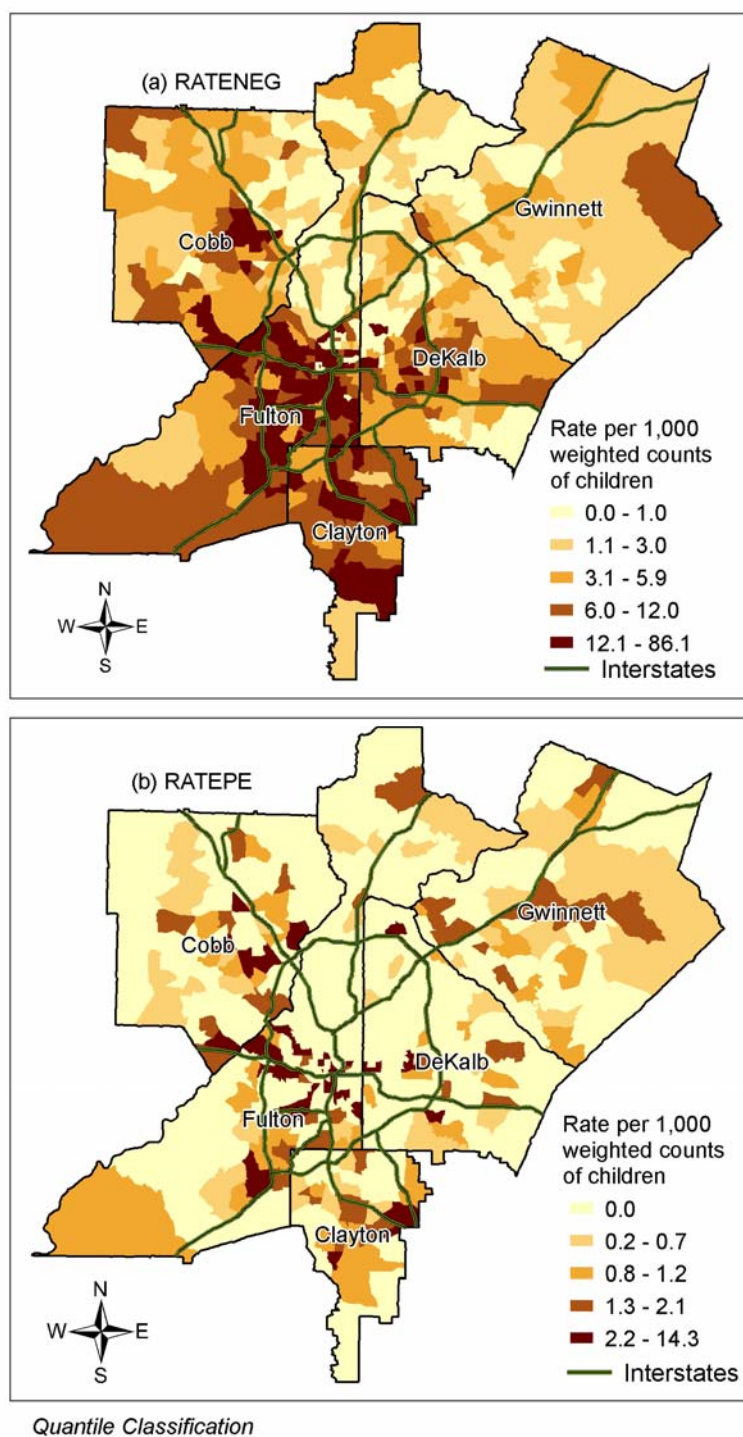 (a) RATENEG
Gwinnett
Cobb
DeKalb
Fulton
Clayton
Rate per 1,000
weighted counts
of children
0.0 - 1.0
1.1 - 3.0
3.1 - 5.9
6.0 - 12.0
12.1 - 86.1
Interstates
N
W E
S
(b) RATEPE
Gwinnett
Cobb
DeKalb
Fulton
Clayton
Rate per 1,000
weighted counts
of children
0.0
0.2 - 0.7
0.8 - 1.2
1.3 - 2.1
2.2 - 14.3
Interstates
N
W E
S
Quantile Classification